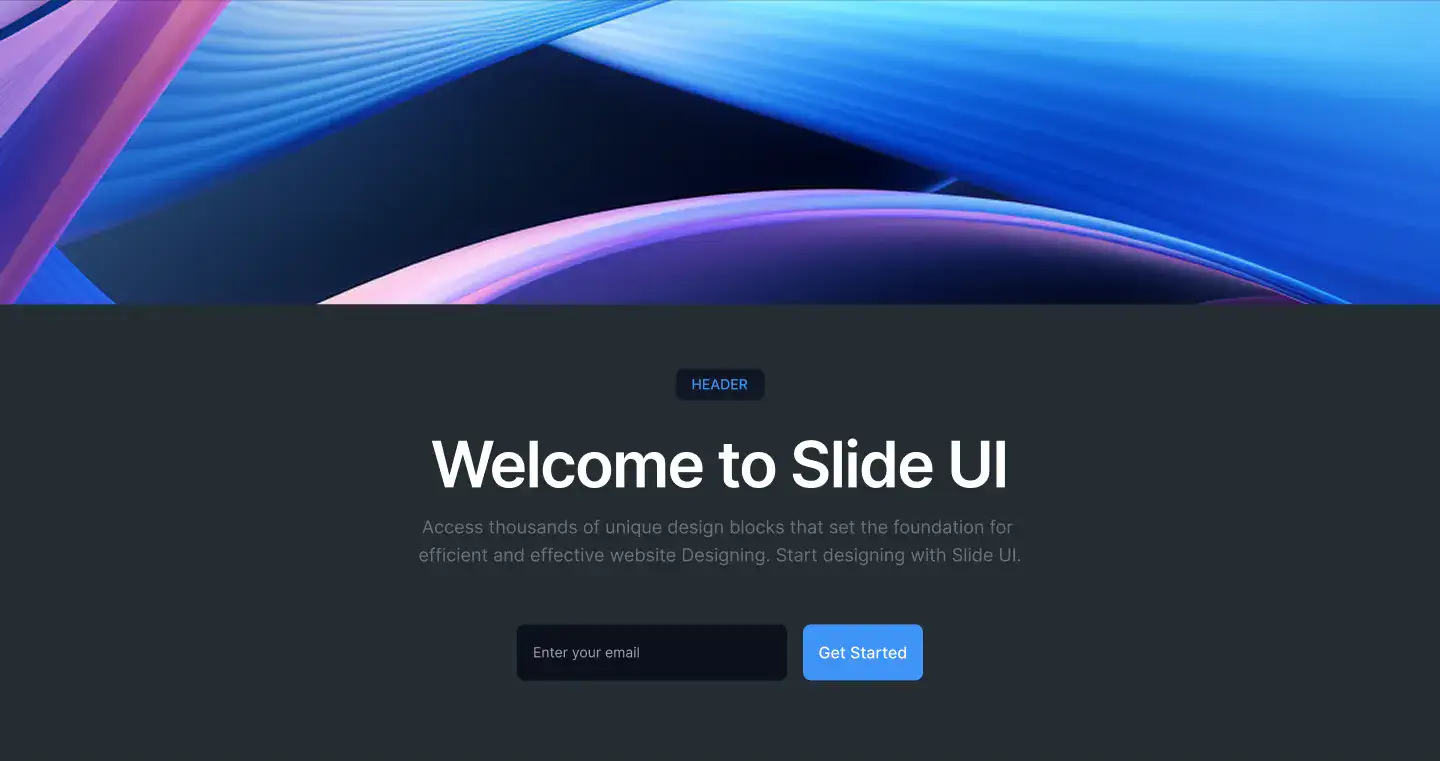 HEADER
Welcome to Slide UI
Access thousands of unique design blocks that set the foundation for
efficient and effective website Designing. Start designing with Slide UI.
Enter your email
Get Started